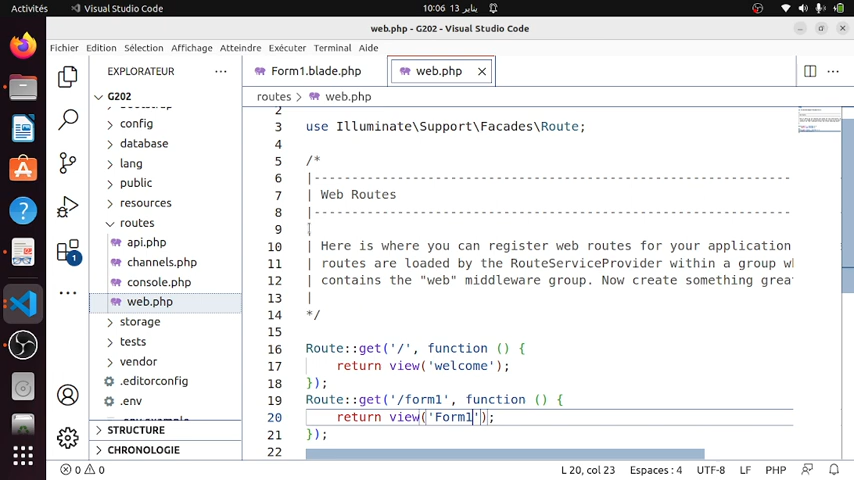 Activités
Visual Studio Code
10:06 13 يناير
web.php - G202 - Visual Studio Code
Fichier Edition Sélection Affichage Atteindre Exécuter Terminal Aide
EXPLORATEUR
Form1.blade.php
web.php
G202
routes > web.php
config
database
lang
public
resources
routes
api.php
channels.php
console.php
web.php
storage
tests
vendor
.editorconfig
.env
STRUCTURE
CHRONOLOGIE
1
2
3 use Illuminate\Support\Facades\Route;
4
5 /*
6 |--------------------------------------------------------------------------
7 | Web Routes
8 |--------------------------------------------------------------------------
9 |
10 | Here is where you can register web routes for your application
11 | routes are loaded by the RouteServiceProvider within a group wh
12 | contains the "web" middleware group. Now create something great
13 |
14 */
15
16 Route::get('/', function () {
17 return view('welcome');
18 });
19 Route::get('/form1', function () {
20 return view('Form1');
21 });
22
0 0
L 20, col 23
Espaces : 4
UTF-8
LF
PHP